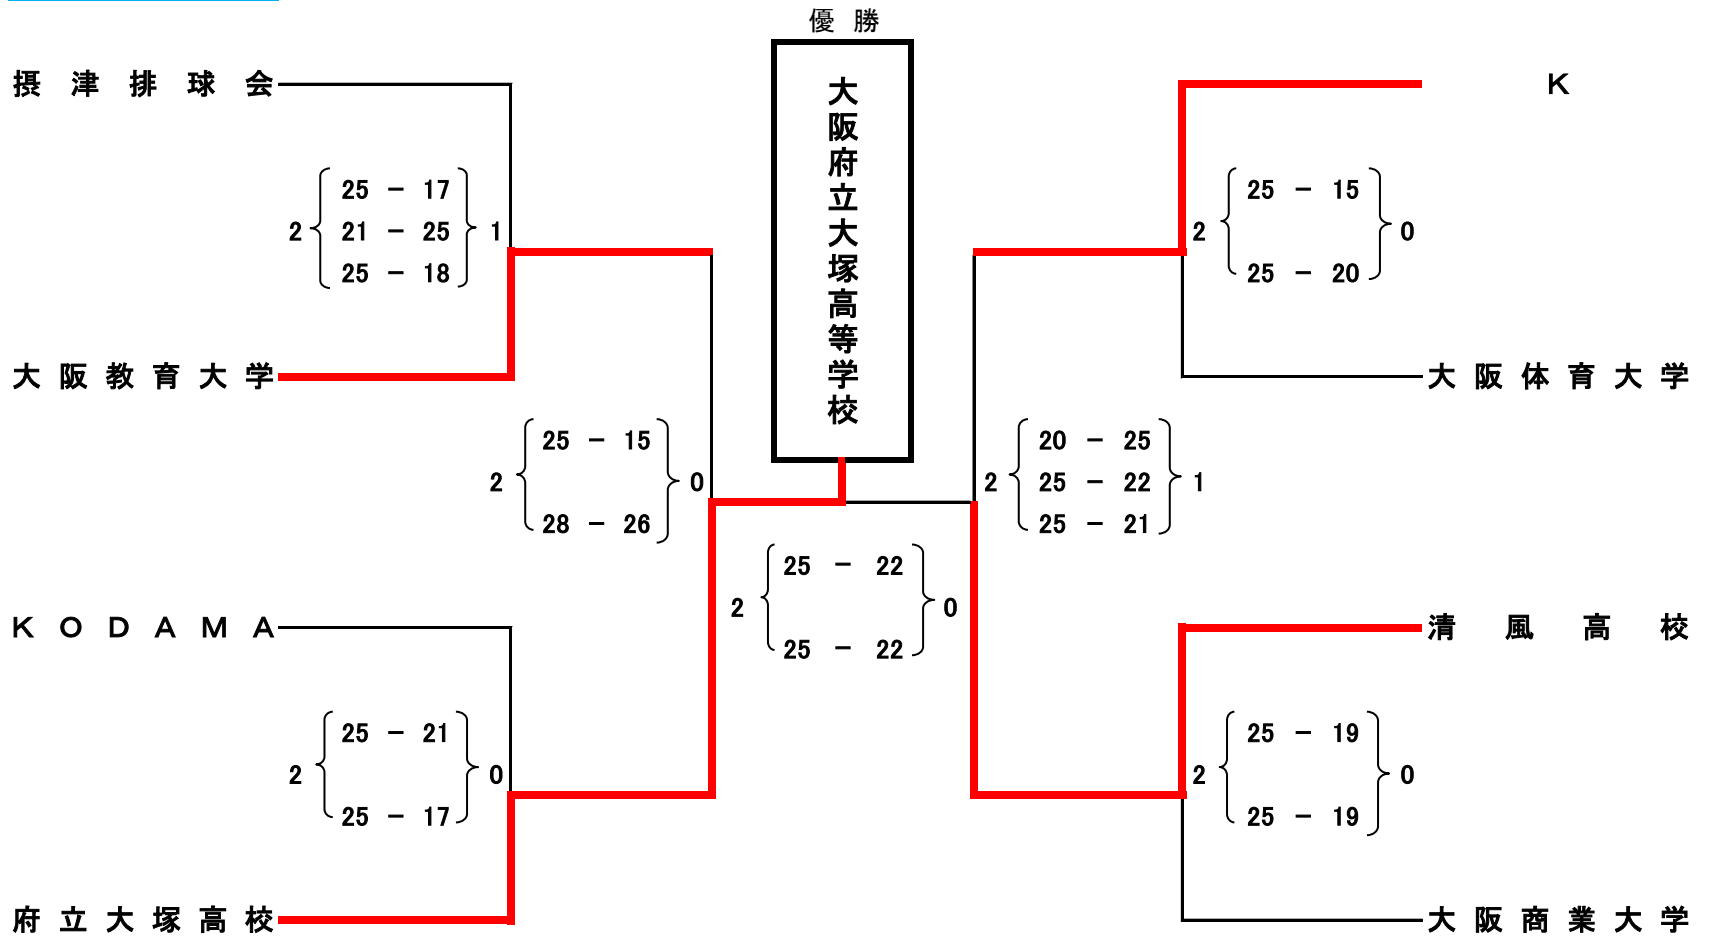 優勝
大阪府立大塚高等学校
摂津排球会
2 25 － 17 1
21 － 25
25 － 18
大阪教育大学
2 25 － 15 0
28 － 26
ＫＯＤＡＭＡ
2 25 － 21 0
25 － 17
府立大塚高校
2 25 － 22 0
25 － 22
Ｋ
2 25 － 15 0
25 － 20
大阪体育大学
2 20 － 25 1
25 － 22
25 － 21
清風高校
2 25 － 19 0
25 － 19
大阪商業大学